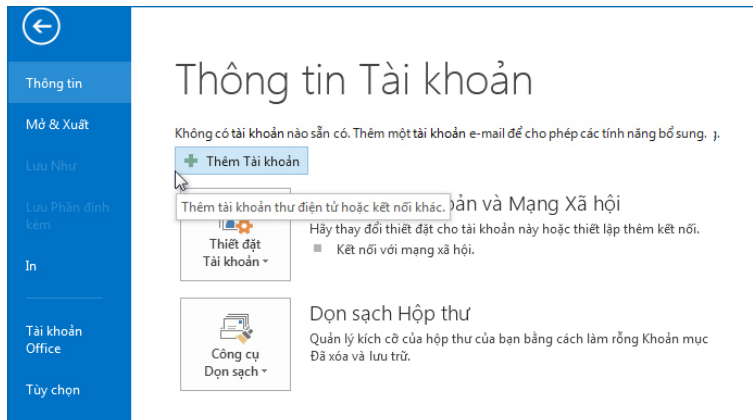 Thông tin
Mở & Xuất
Lưu Như
Lưu Phần đính
kèm
In
Tài khoản
Office
Tùy chọn
Thông tin Tài khoản
Không có tài khoản nào sẵn có. Thêm một tài khoản e-mail để cho phép các tính năng bổ sung.
Thêm Tài khoản
Thêm tài khoản thư điện tử hoặc kết nối khác.
và Mạng Xã hội
Thiết đặt
Tài khoản
Hãy thay đổi thiết đặt cho tài khoản này hoặc thiết lập thêm kết nối.
Kết nối với mạng xã hội.
Công cụ
Dọn sạch
Dọn sạch Hộp thư
Quản lý kích cỡ của hộp thư của bạn bằng cách làm rỗng Khoản mục
Đã xóa và lưu trữ.